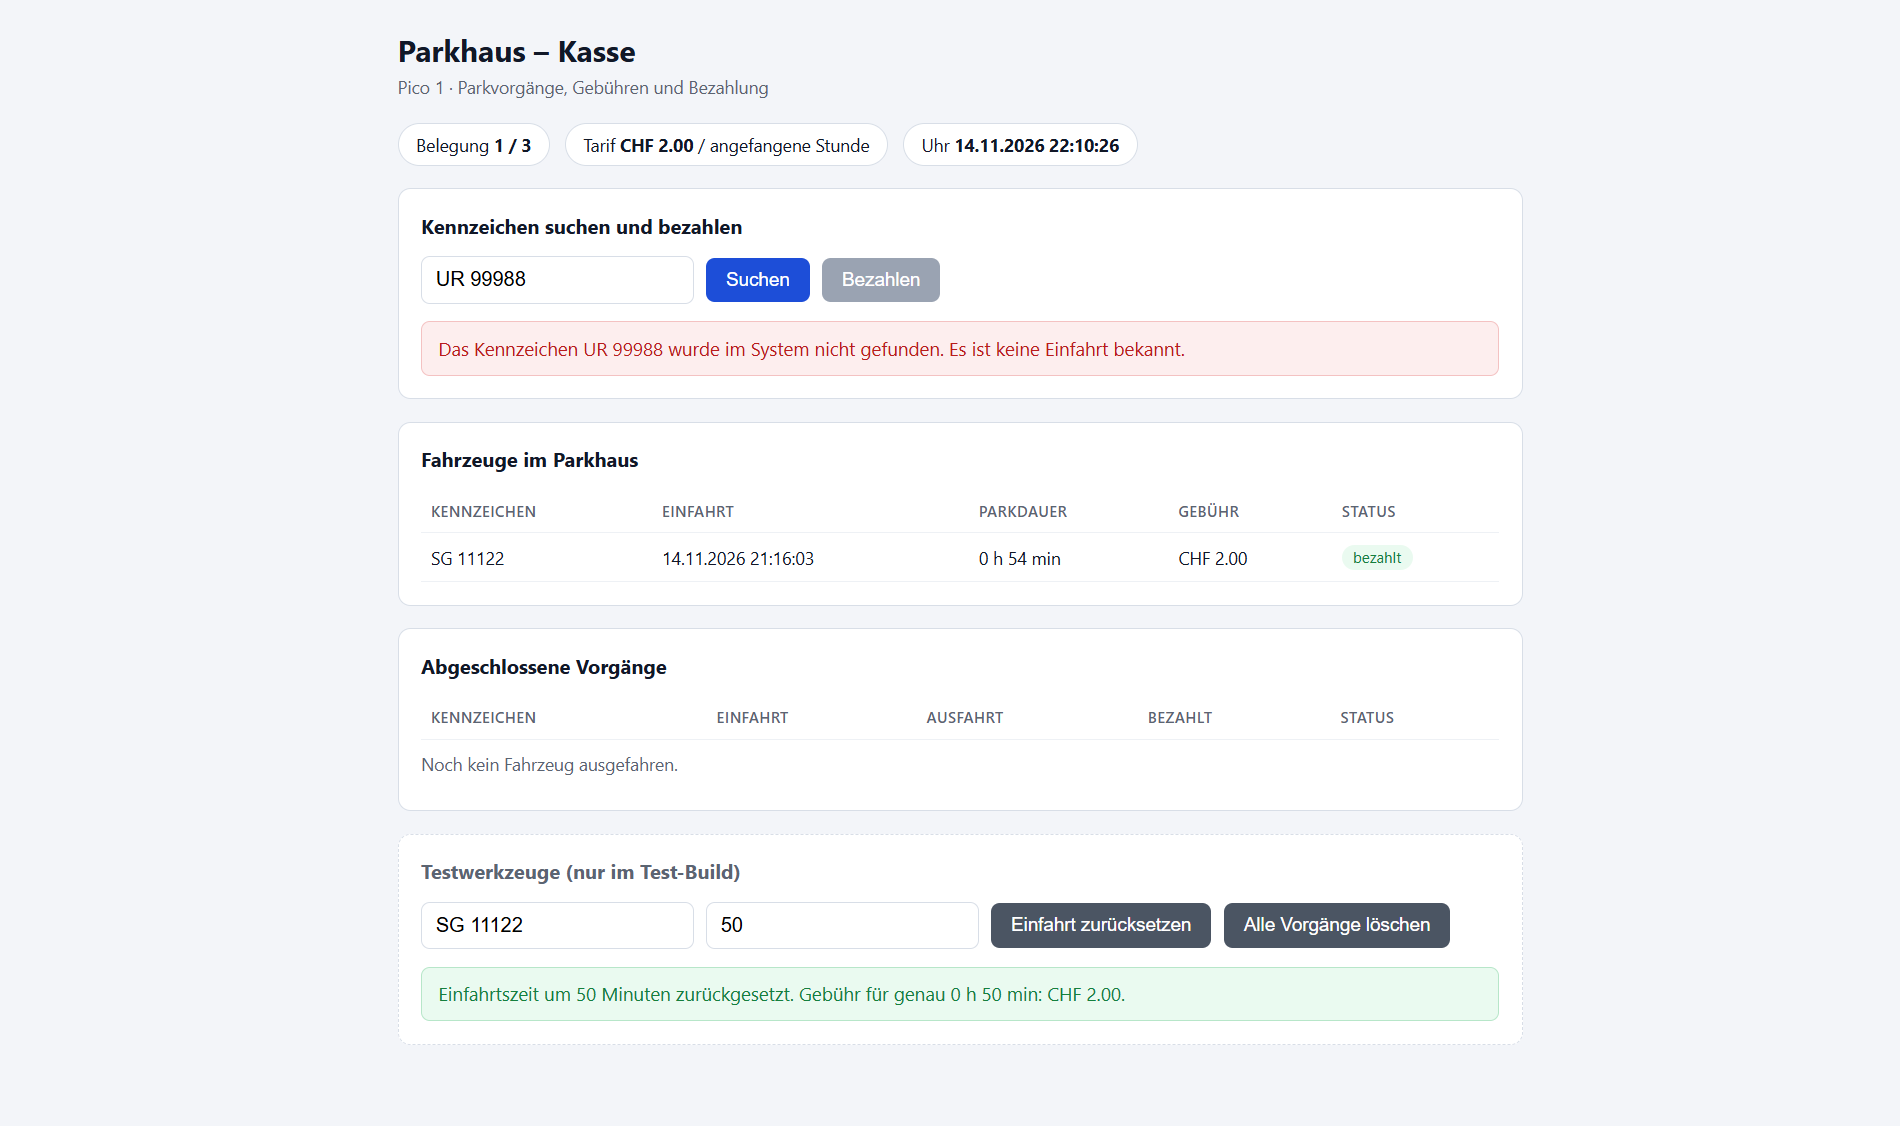 Parkhaus – Kasse
Pico 1 · Parkvorgänge, Gebühren und Bezahlung
Belegung 1 / 3
Tarif CHF 2.00 / angefangene Stunde
Uhr 14.11.2026 22:10:26
Kennzeichen suchen und bezahlen
UR 99988
Suchen
Bezahlen
Das Kennzeichen UR 99988 wurde im System nicht gefunden. Es ist keine Einfahrt bekannt.
Fahrzeuge im Parkhaus
KENNZEICHEN EINFAHRT PARKDAUER GEBÜHR STATUS
SG 11122 14.11.2026 21:16:03 0 h 54 min CHF 2.00 bezahlt
Abgeschlossene Vorgänge
KENNZEICHEN EINFAHRT AUSFAHRT BEZAHLT STATUS
Noch kein Fahrzeug ausgefahren.
Testwerkzeuge (nur im Test-Build)
SG 11122
50
Einfahrt zurücksetzen
Alle Vorgänge löschen
Einfahrtszeit um 50 Minuten zurückgesetzt. Gebühr für genau 0 h 50 min: CHF 2.00.